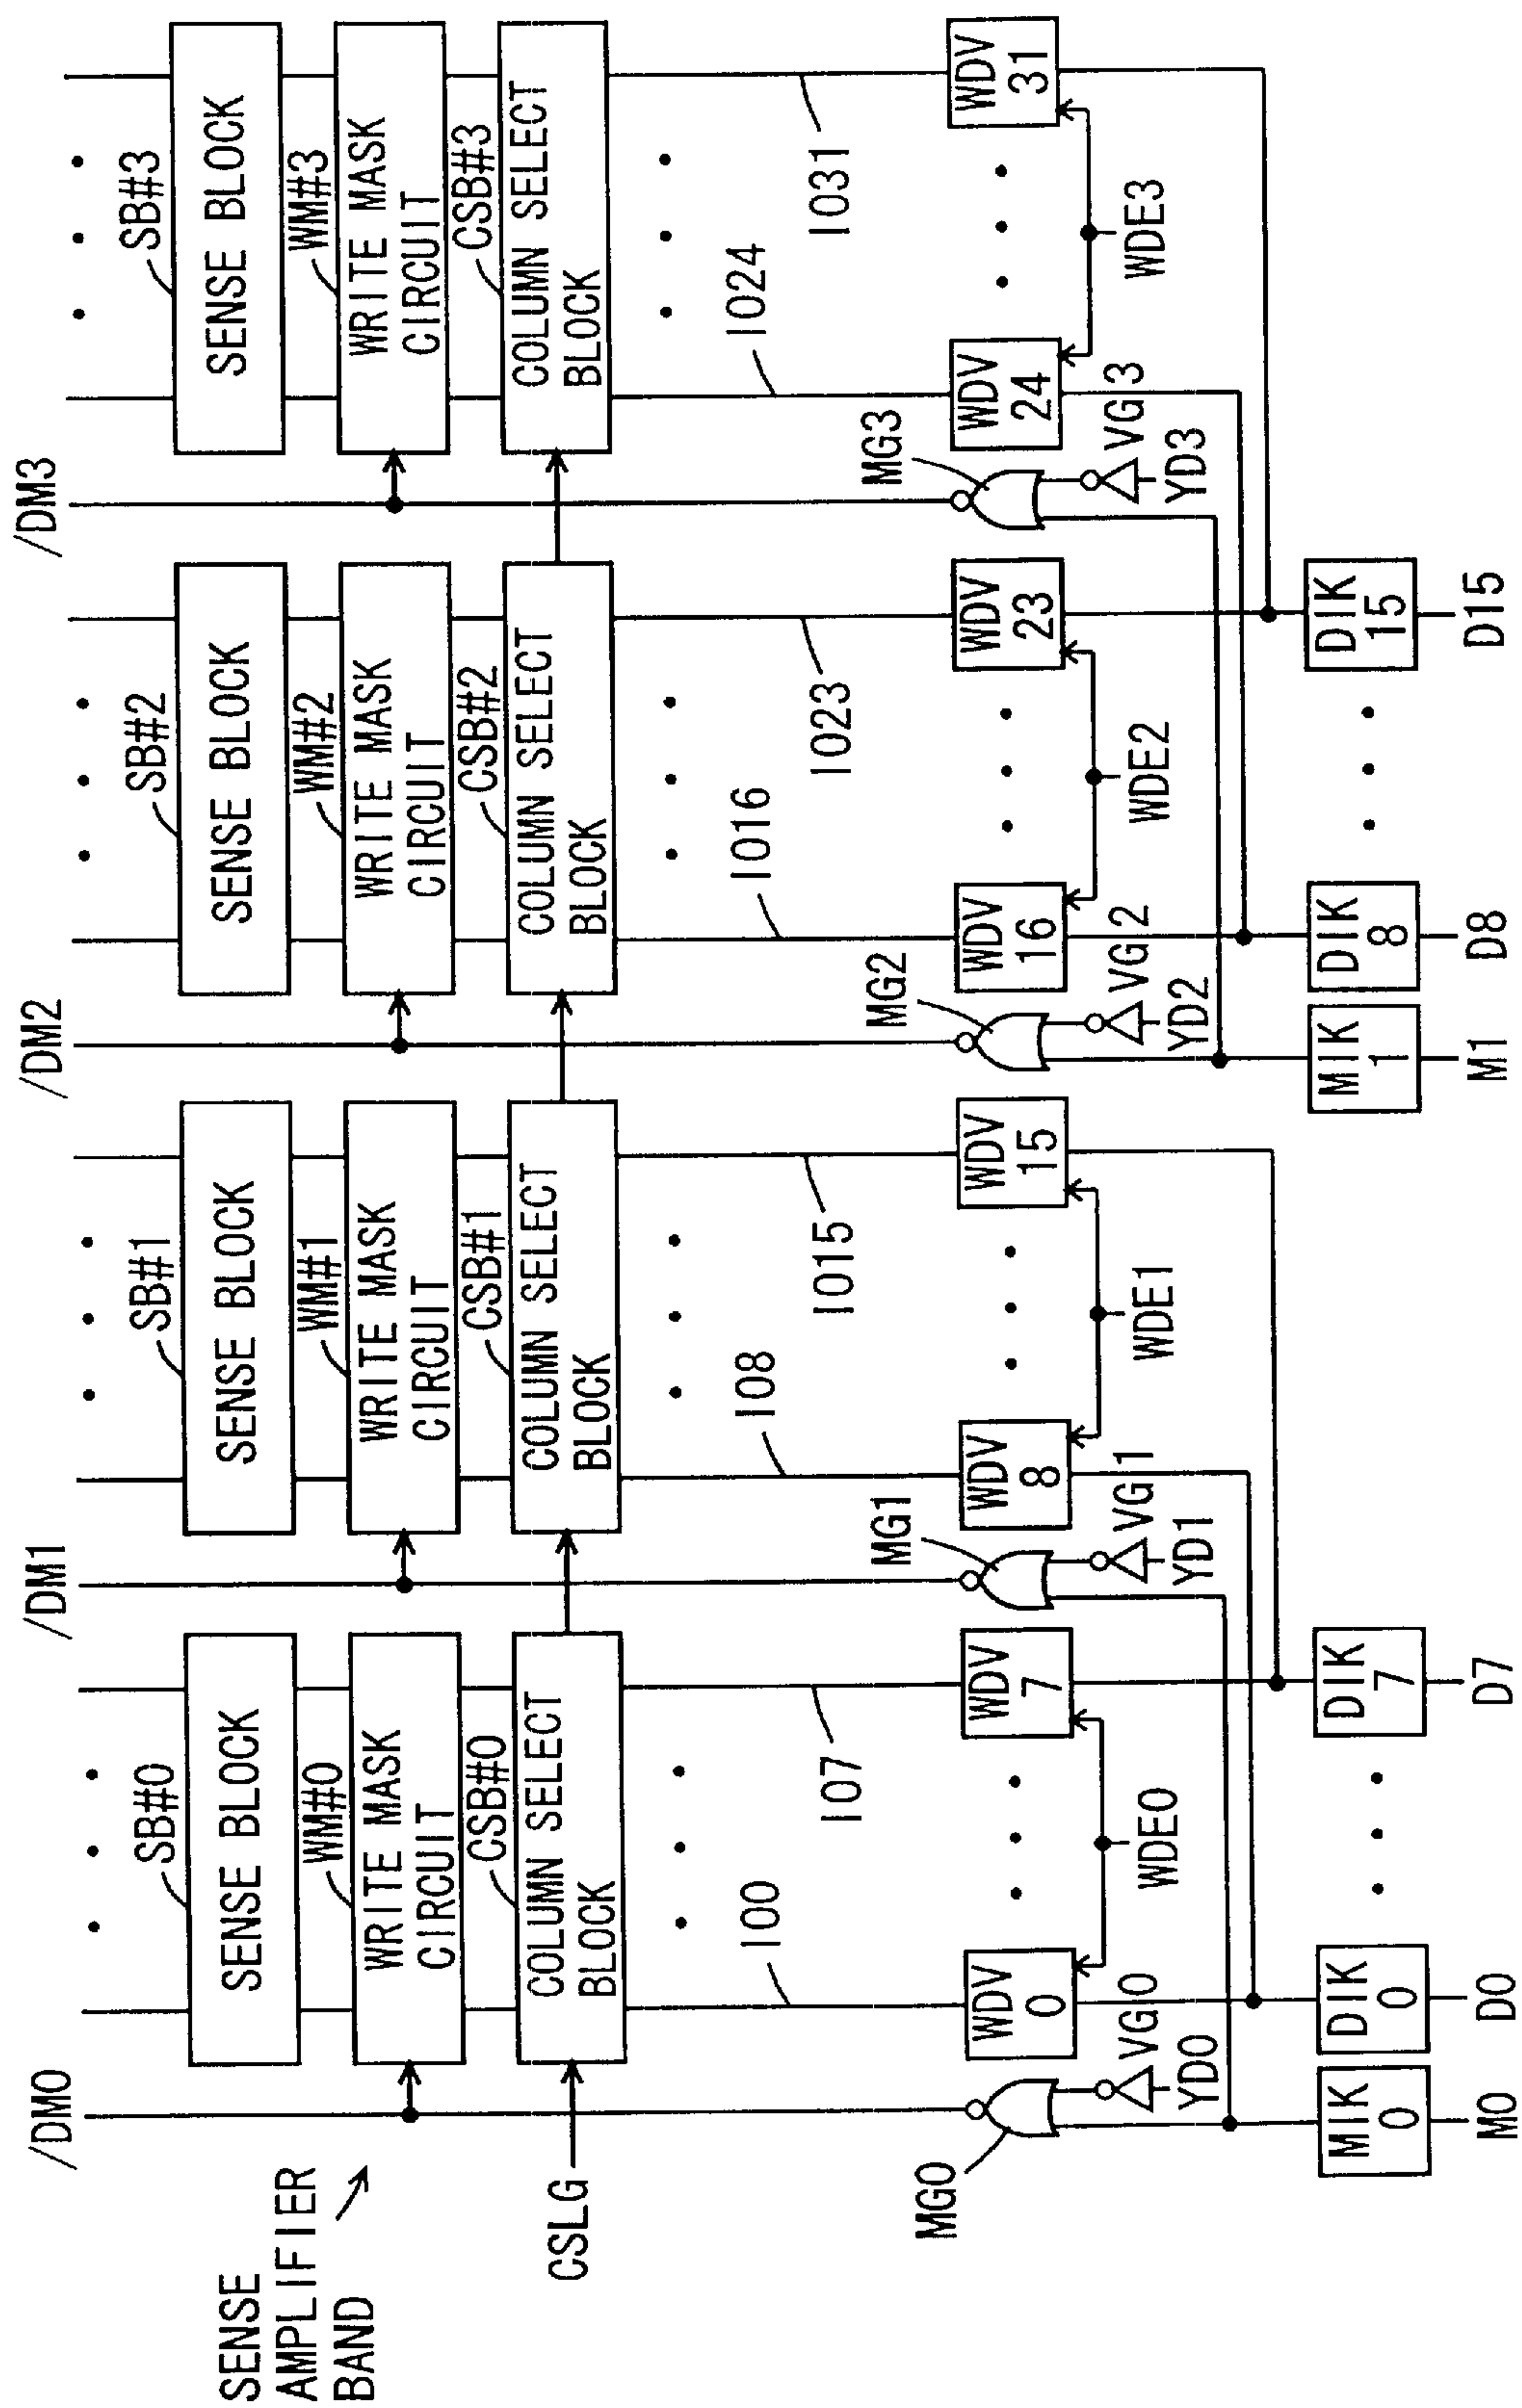 /DM0
/DM1
/DM2
/DM3
SB#0
SB#1
SB#2
SB#3
SENSE BLOCK
SENSE BLOCK
SENSE BLOCK
SENSE BLOCK
SENSE
AMPLIFIER
BAND
WM#0
WM#1
WM#2
WM#3
WRITE MASK
CIRCUIT
WRITE MASK
CIRCUIT
WRITE MASK
CIRCUIT
WRITE MASK
CIRCUIT
CSB#0
CSB#1
CSB#2
CSB#3
CSLG
COLUMN SELECT
BLOCK
COLUMN SELECT
BLOCK
COLUMN SELECT
BLOCK
COLUMN SELECT
BLOCK
IO0
IO7
IO8
IO15
IO16
IO23
IO24
IO31
MG0
MG1
MG2
MG3
WDV
0
WDV
7
WDV
8
WDV
15
WDV
16
WDV
23
WDV
24
WDV
31
VG0
VG1
VG2
VG3
YD0
WDE0
YD1
WDE1
YD2
WDE2
YD3
WDE3
MIK
0
DIK
0
DIK
7
MIK
1
DIK
8
DIK
15
M0
D0
D7
M1
D8
D15